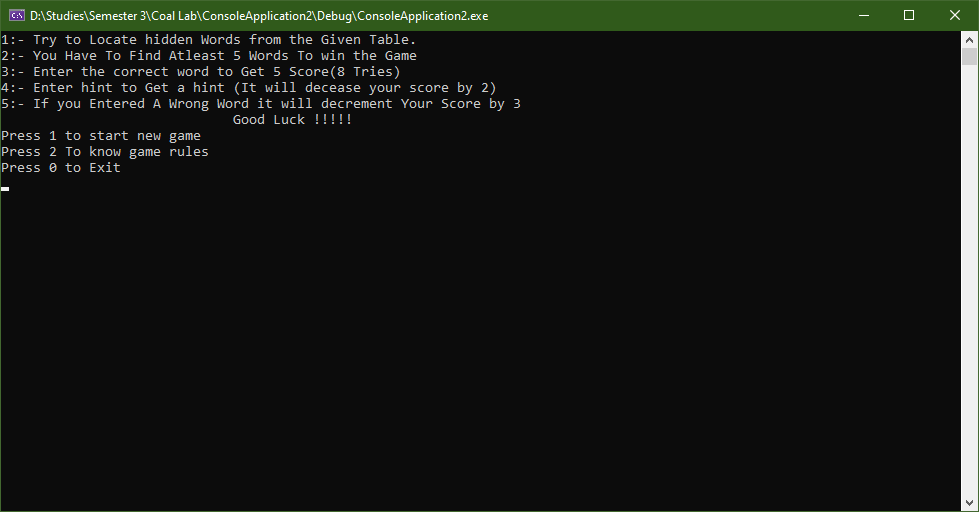 D:\Studies\Semester 3\Coal Lab\ConsoleApplication2\Debug\ConsoleApplication2.exe
1:- Try to Locate hidden Words from the Given Table.
2:- You Have To Find Atleast 5 Words To win the Game
3:- Enter the correct word to Get 5 Score(8 Tries)
4:- Enter hint to Get a hint (It will decease your score by 2)
5:- If you Entered A Wrong Word it will decrement Your Score by 3
Good Luck !!!!!
Press 1 to start new game
Press 2 To know game rules
Press 0 to Exit